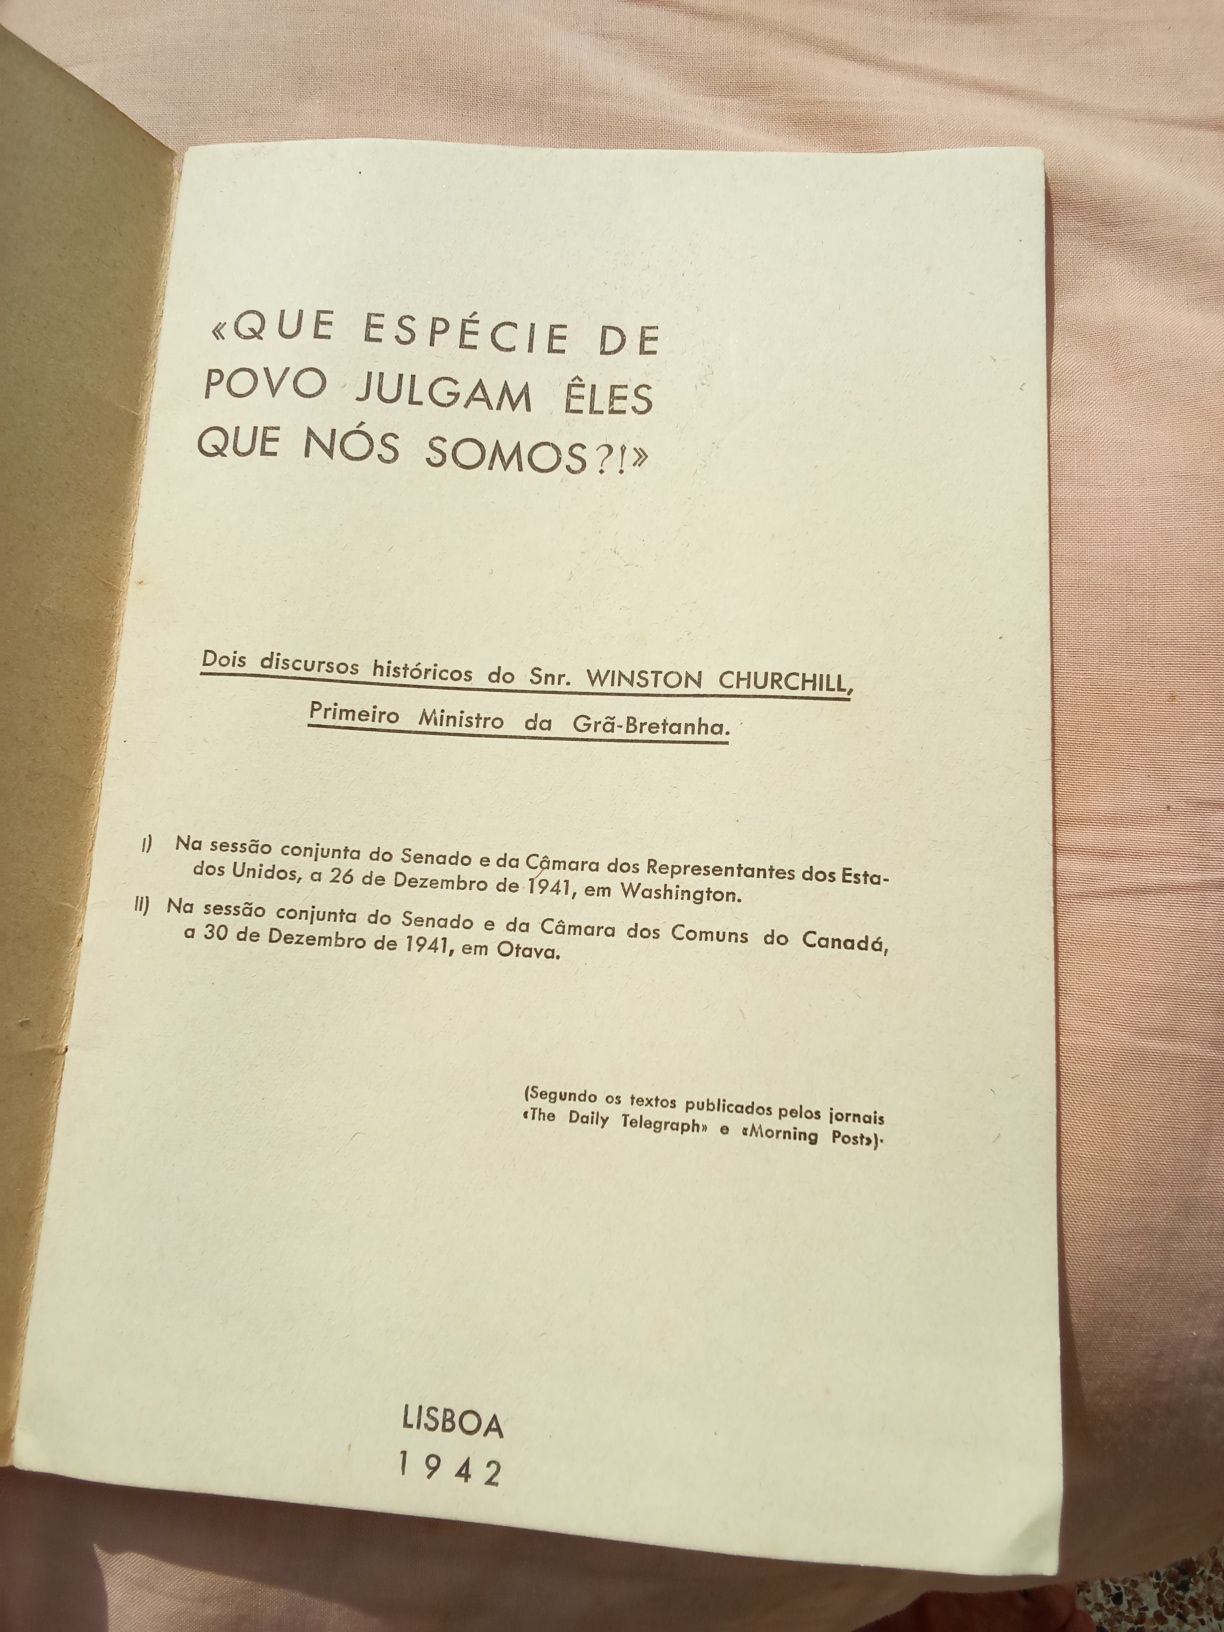 «QUE ESPÉCIE DE
POVO JULGAM ÊLES
QUE NÓS SOMOS?!»
Dois discursos históricos do Snr. WINSTON CHURCHILL,
Primeiro Ministro da Grã-Bretanha.
I) Na sessão conjunta do Senado e da Câmara dos Representantes dos Esta-
dos Unidos, a 26 de Dezembro de 1941, em Washington.
II) Na sessão conjunta do Senado e da Câmara dos Comuns do Canadá,
a 30 de Dezembro de 1941, em Otava.
(Segundo os textos publicados pelos jornais
«The Daily Telegraph» e «Morning Post»).
LISBOA
1942